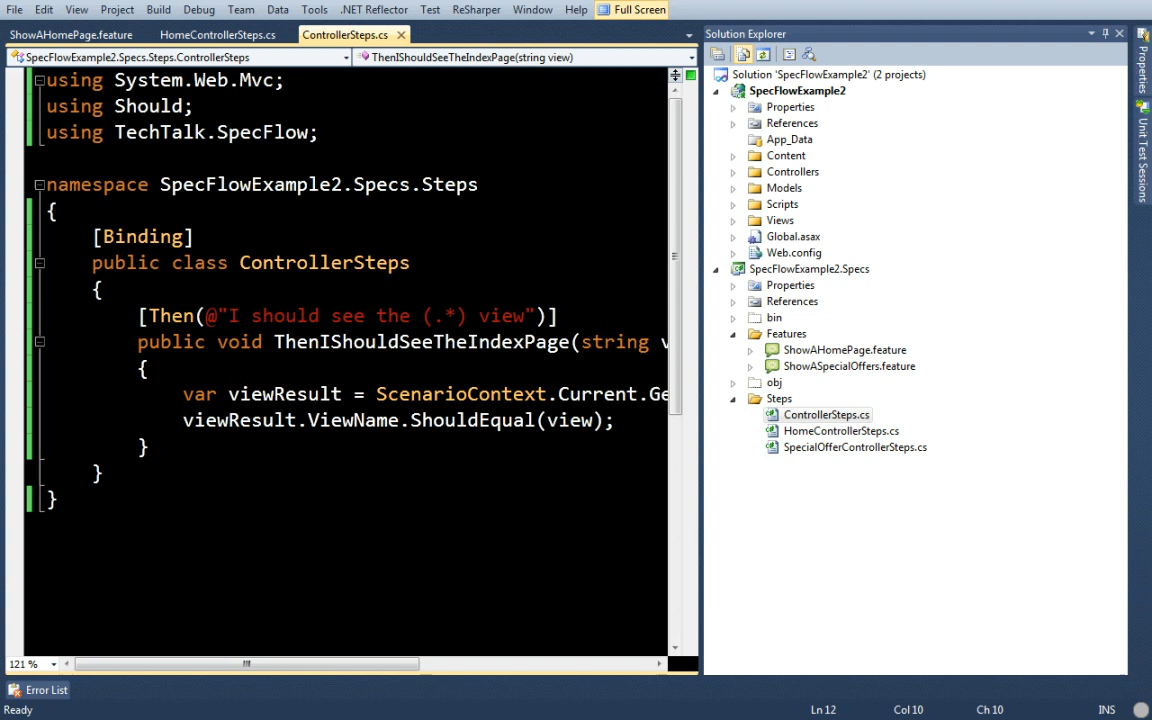 File Edit View Project Build Debug Team Data Tools .NET Reflector Test ReSharper Window Help Full Screen
ShowAHomePage.feature HomeControllerSteps.cs ControllerSteps.cs
SpecFlowExample2.Specs.Steps.ControllerSteps ThenIShouldSeeTheIndexPage(string view)
using System.Web.Mvc;
using Should;
using TechTalk.SpecFlow;
namespace SpecFlowExample2.Specs.Steps
{
[Binding]
public class ControllerSteps
{
[Then(@"I should see the (.*) view")]
public void ThenIShouldSeeTheIndexPage(string v
{
var viewResult = ScenarioContext.Current.Ge
viewResult.ViewName.ShouldEqual(view);
}
}
}
121 %
Solution Explorer
Solution 'SpecFlowExample2' (2 projects)
SpecFlowExample2
Properties
References
App_Data
Content
Controllers
Models
Scripts
Views
Global.asax
Web.config
SpecFlowExample2.Specs
Properties
References
bin
Features
ShowAHomePage.feature
ShowASpecialOffers.feature
obj
Steps
ControllerSteps.cs
HomeControllerSteps.cs
SpecialOfferControllerSteps.cs
Properties
Unit Test Sessions
Error List
Ready Ln 12 Col 10 Ch 10 INS